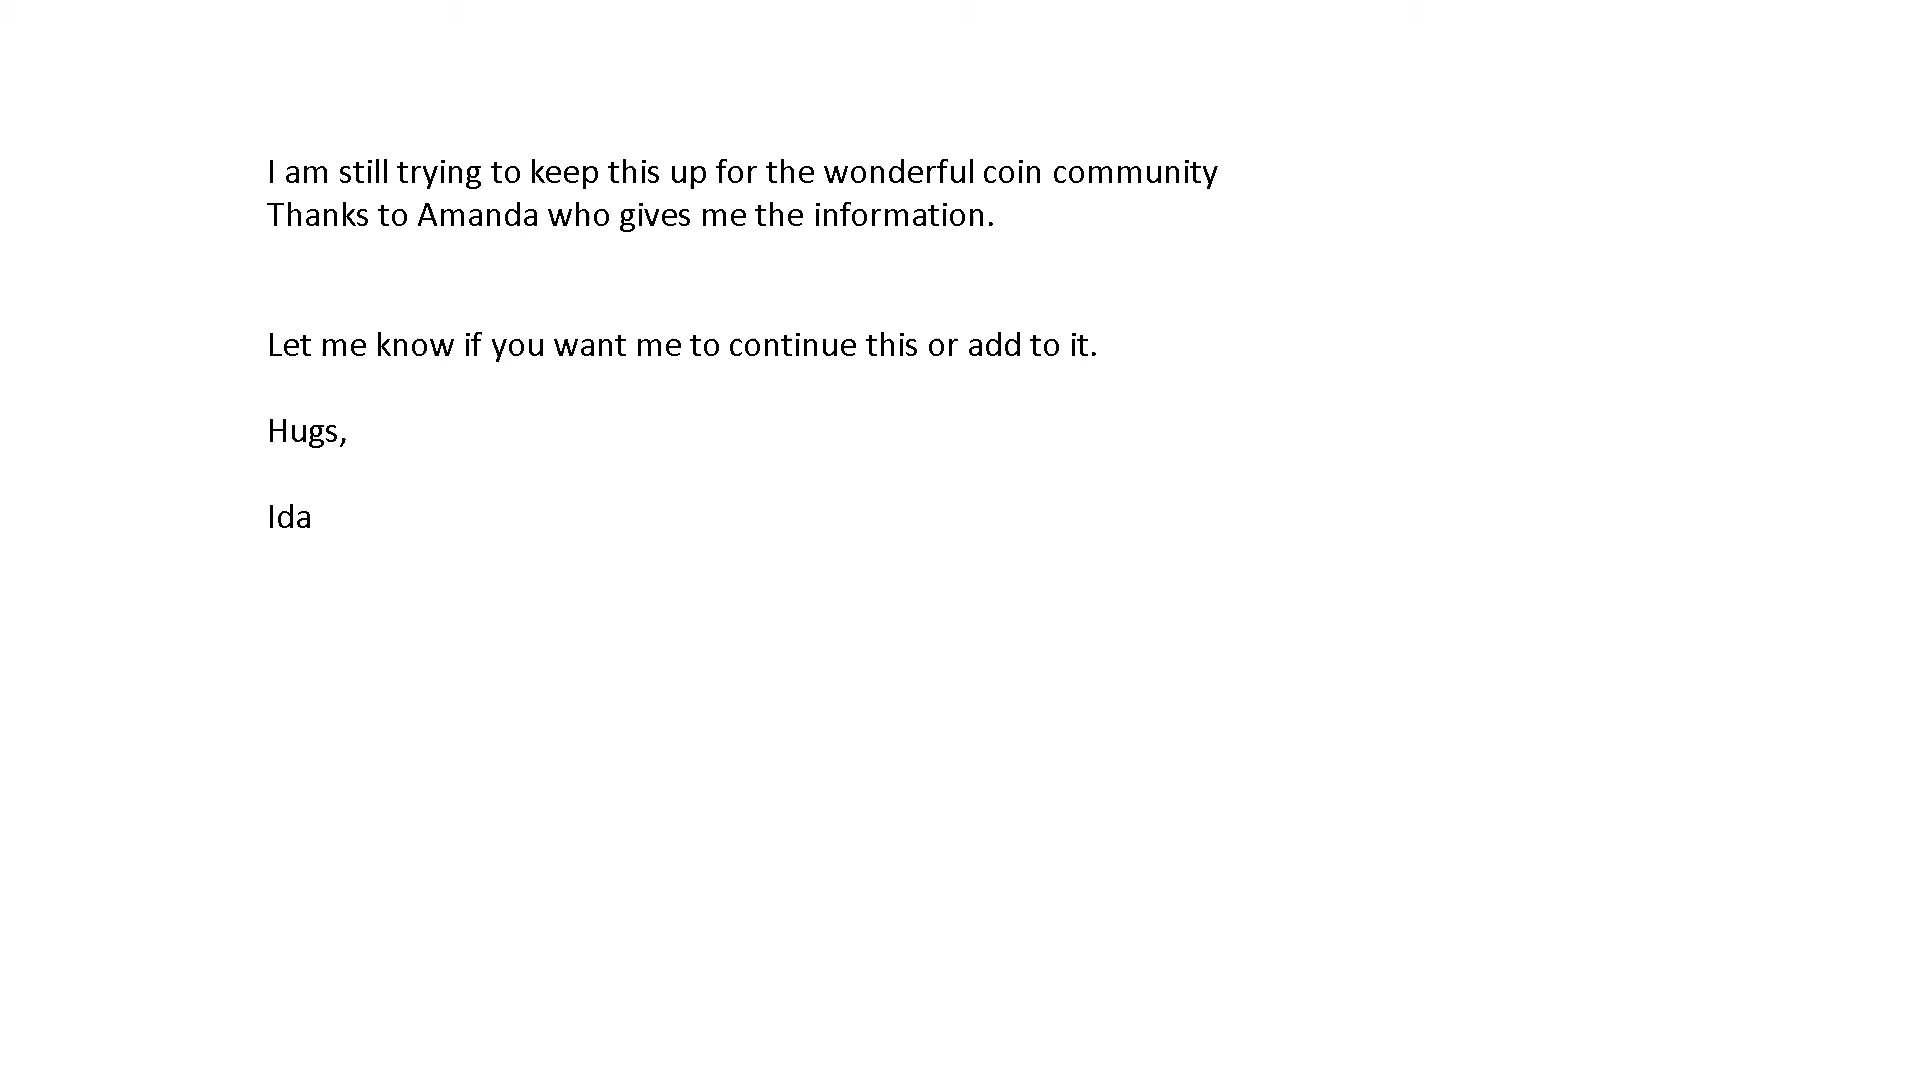 I am still trying to keep this up for the wonderful coin community
Thanks to Amanda who gives me the information.
Let me know if you want me to continue this or add to it.
Hugs,
Ida